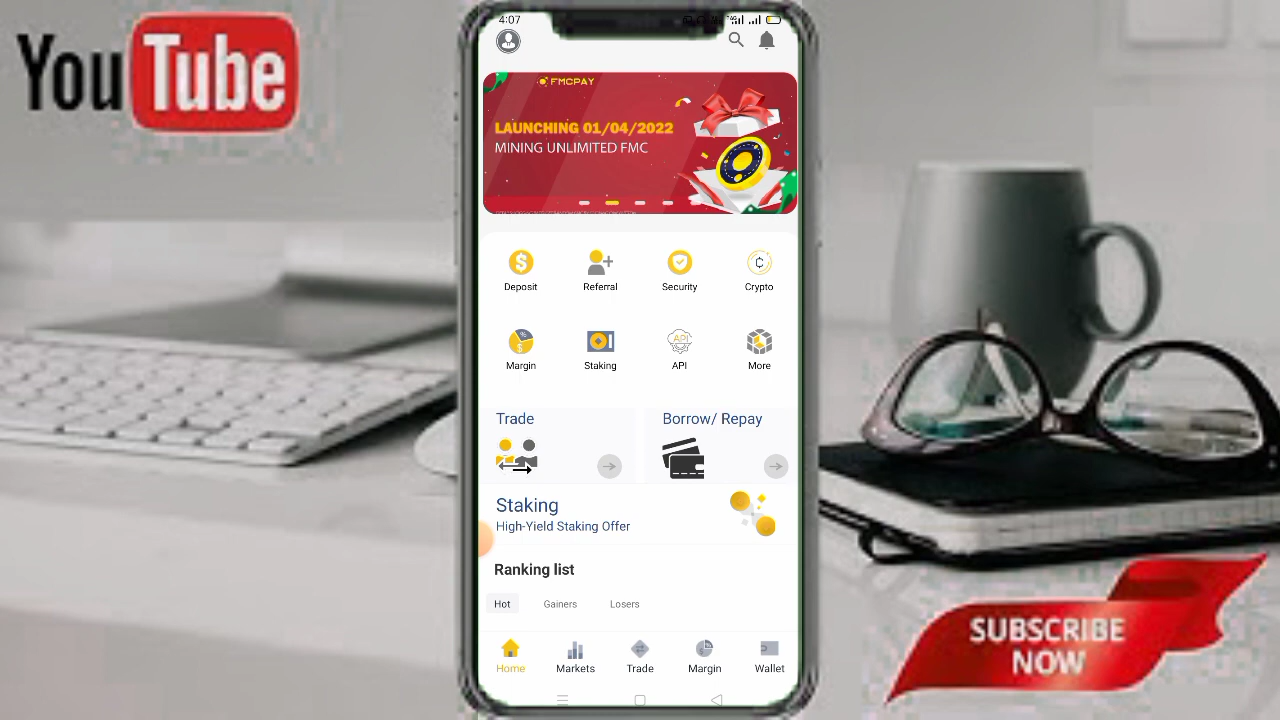 YouTube
4:07
FMCPAY
LAUNCHING 01/04/2022
MINING UNLIMITED FMC
Deposit
Referral
Security
Crypto
Margin
Staking
API
API
More
Trade
Borrow/ Repay
Staking
High-Yield Staking Offer
Ranking list
Hot
Gainers
Losers
Home
Markets
Trade
Margin
Wallet
SUBSCRIBE
NOW